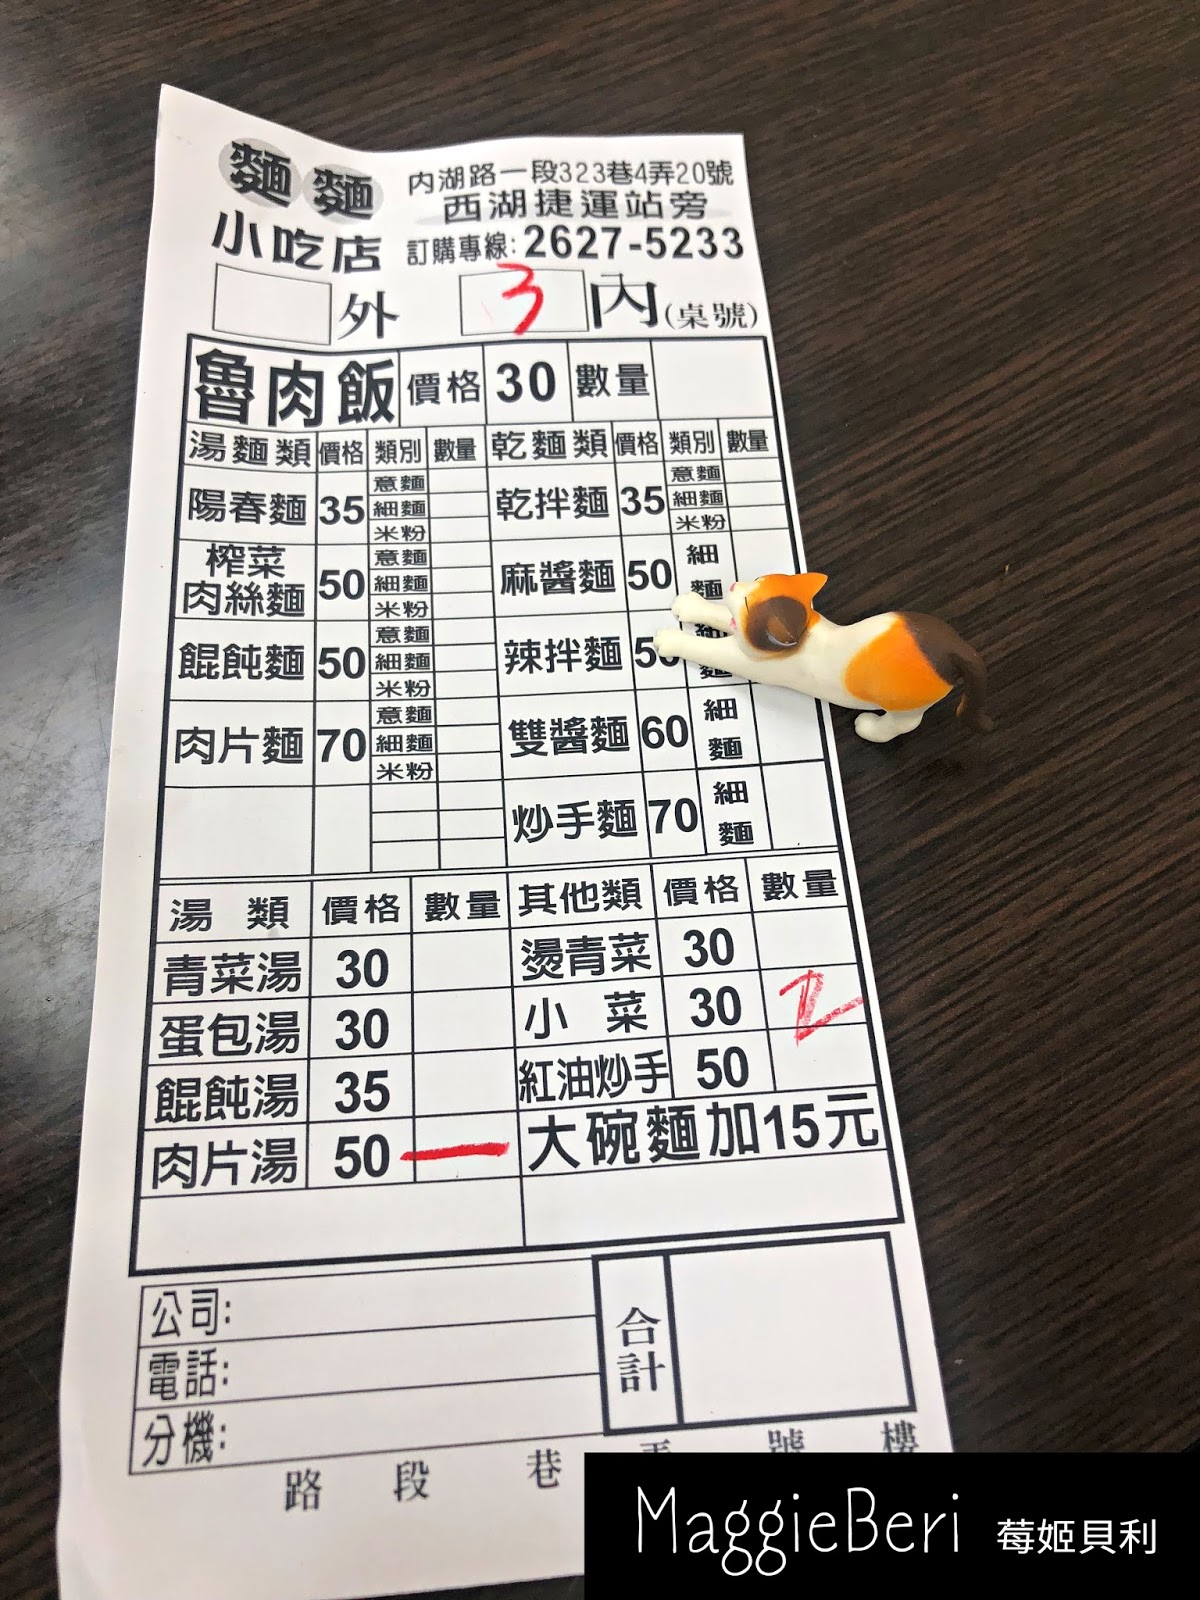 麵麵
小吃店
內湖路一段323巷4弄20號
西湖捷運站旁
訂購專線: 2627-5233
外 3 內 (桌號)
魯肉飯 價格 30 數量
湯麵類 價格 類別 數量 乾麵類 價格 類別 數量
陽春麵 35 意麵 細麵 米粉 乾拌麵 35 意麵 細麵 米粉
榨菜肉絲麵 50 意麵 細麵 米粉 麻醬麵 50 細麵
餛飩麵 50 意麵 細麵 米粉 辣拌麵 50 細麵
肉片麵 70 意麵 細麵 米粉 雙醬麵 60 細麵
炒手麵 70 細麵
湯類 價格 數量 其他類 價格 數量
青菜湯 30 燙青菜 30
蛋包湯 30 小菜 30 2
餛飩湯 35 紅油炒手 50
肉片湯 50 一 大碗麵加15元
公司:
電話:
分機:
合計
路 段 巷 弄 號 樓
MaggieBeri 莓姬貝利